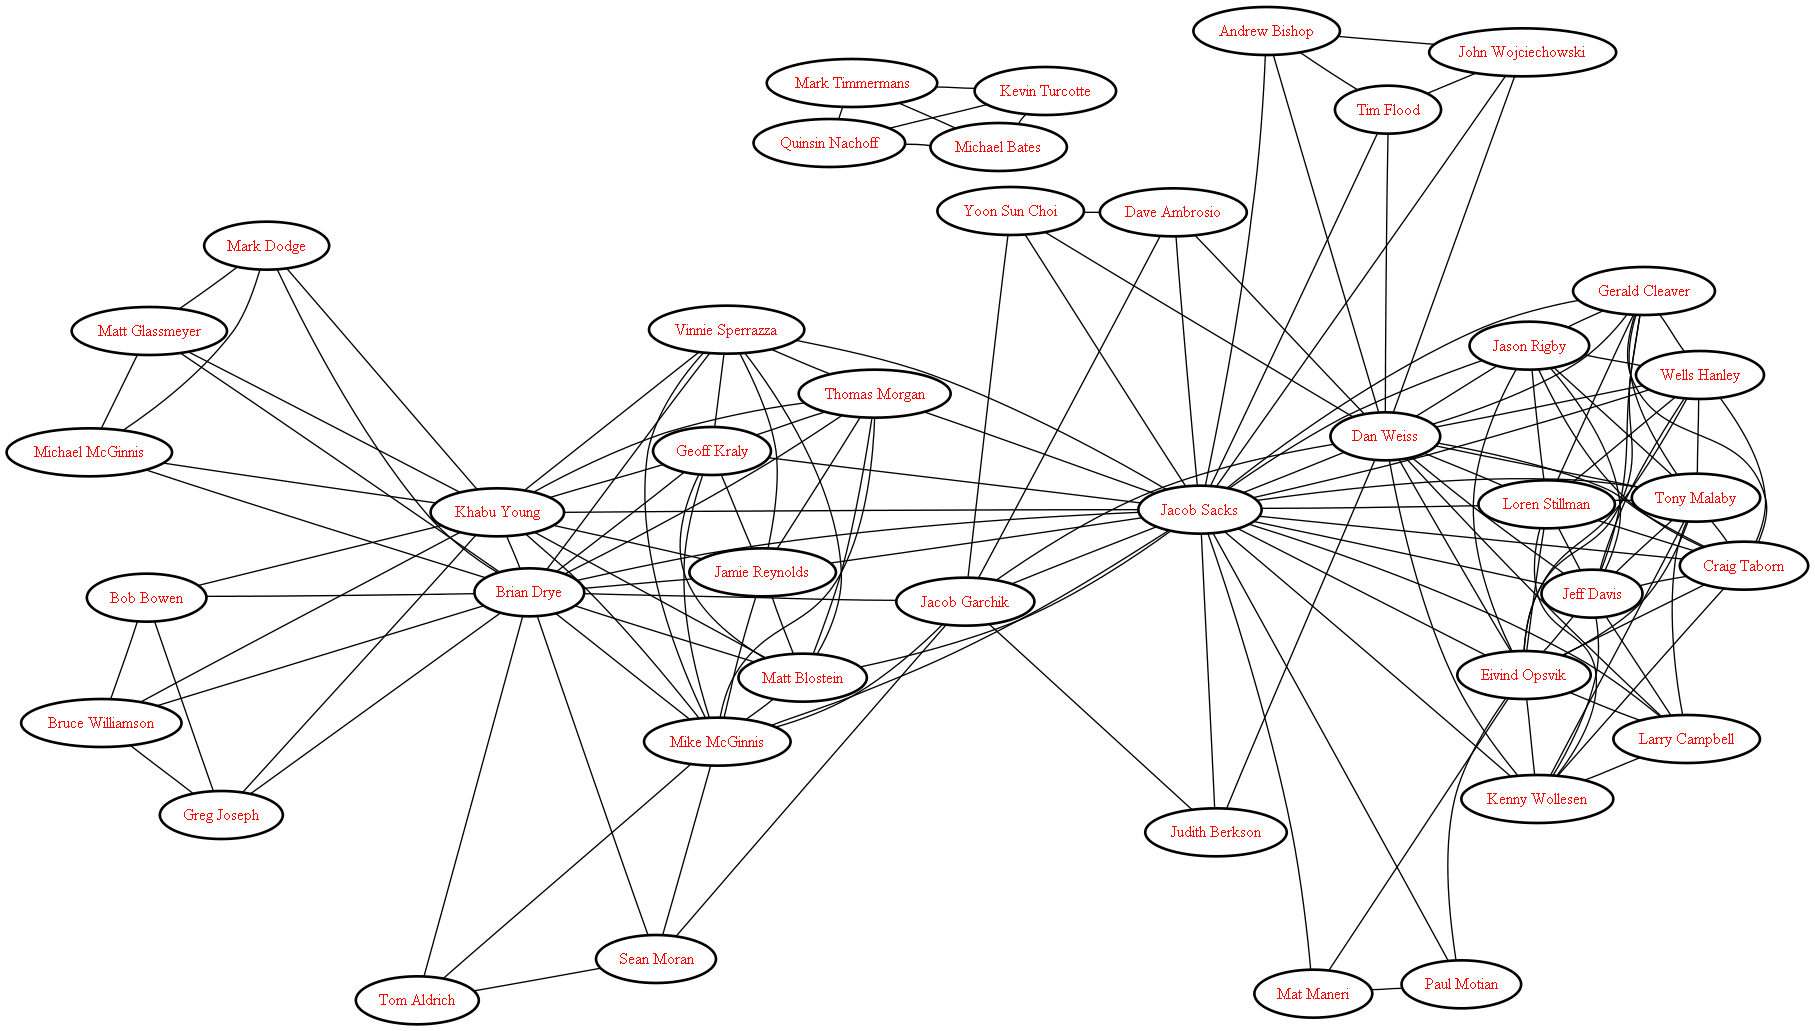 Andrew Bishop
John Wojciechowski
Mark Timmermans
Kevin Turcotte
Tim Flood
Quinsin Nachoff
Michael Bates
Yoon Sun Choi
Dave Ambrosio
Mark Dodge
Gerald Cleaver
Matt Glassmeyer
Vinnie Sperrazza
Jason Rigby
Wells Hanley
Thomas Morgan
Dan Weiss
Michael McGinnis
Geoff Kraly
Khabu Young
Jacob Sacks
Loren Stillman
Tony Malaby
Craig Taborn
Jamie Reynolds
Bob Bowen
Brian Drye
Jacob Garchik
Jeff Davis
Matt Blostein
Eivind Opsvik
Bruce Williamson
Mike McGinnis
Larry Campbell
Greg Joseph
Kenny Wollesen
Judith Berkson
Sean Moran
Tom Aldrich
Mat Maneri
Paul Motian